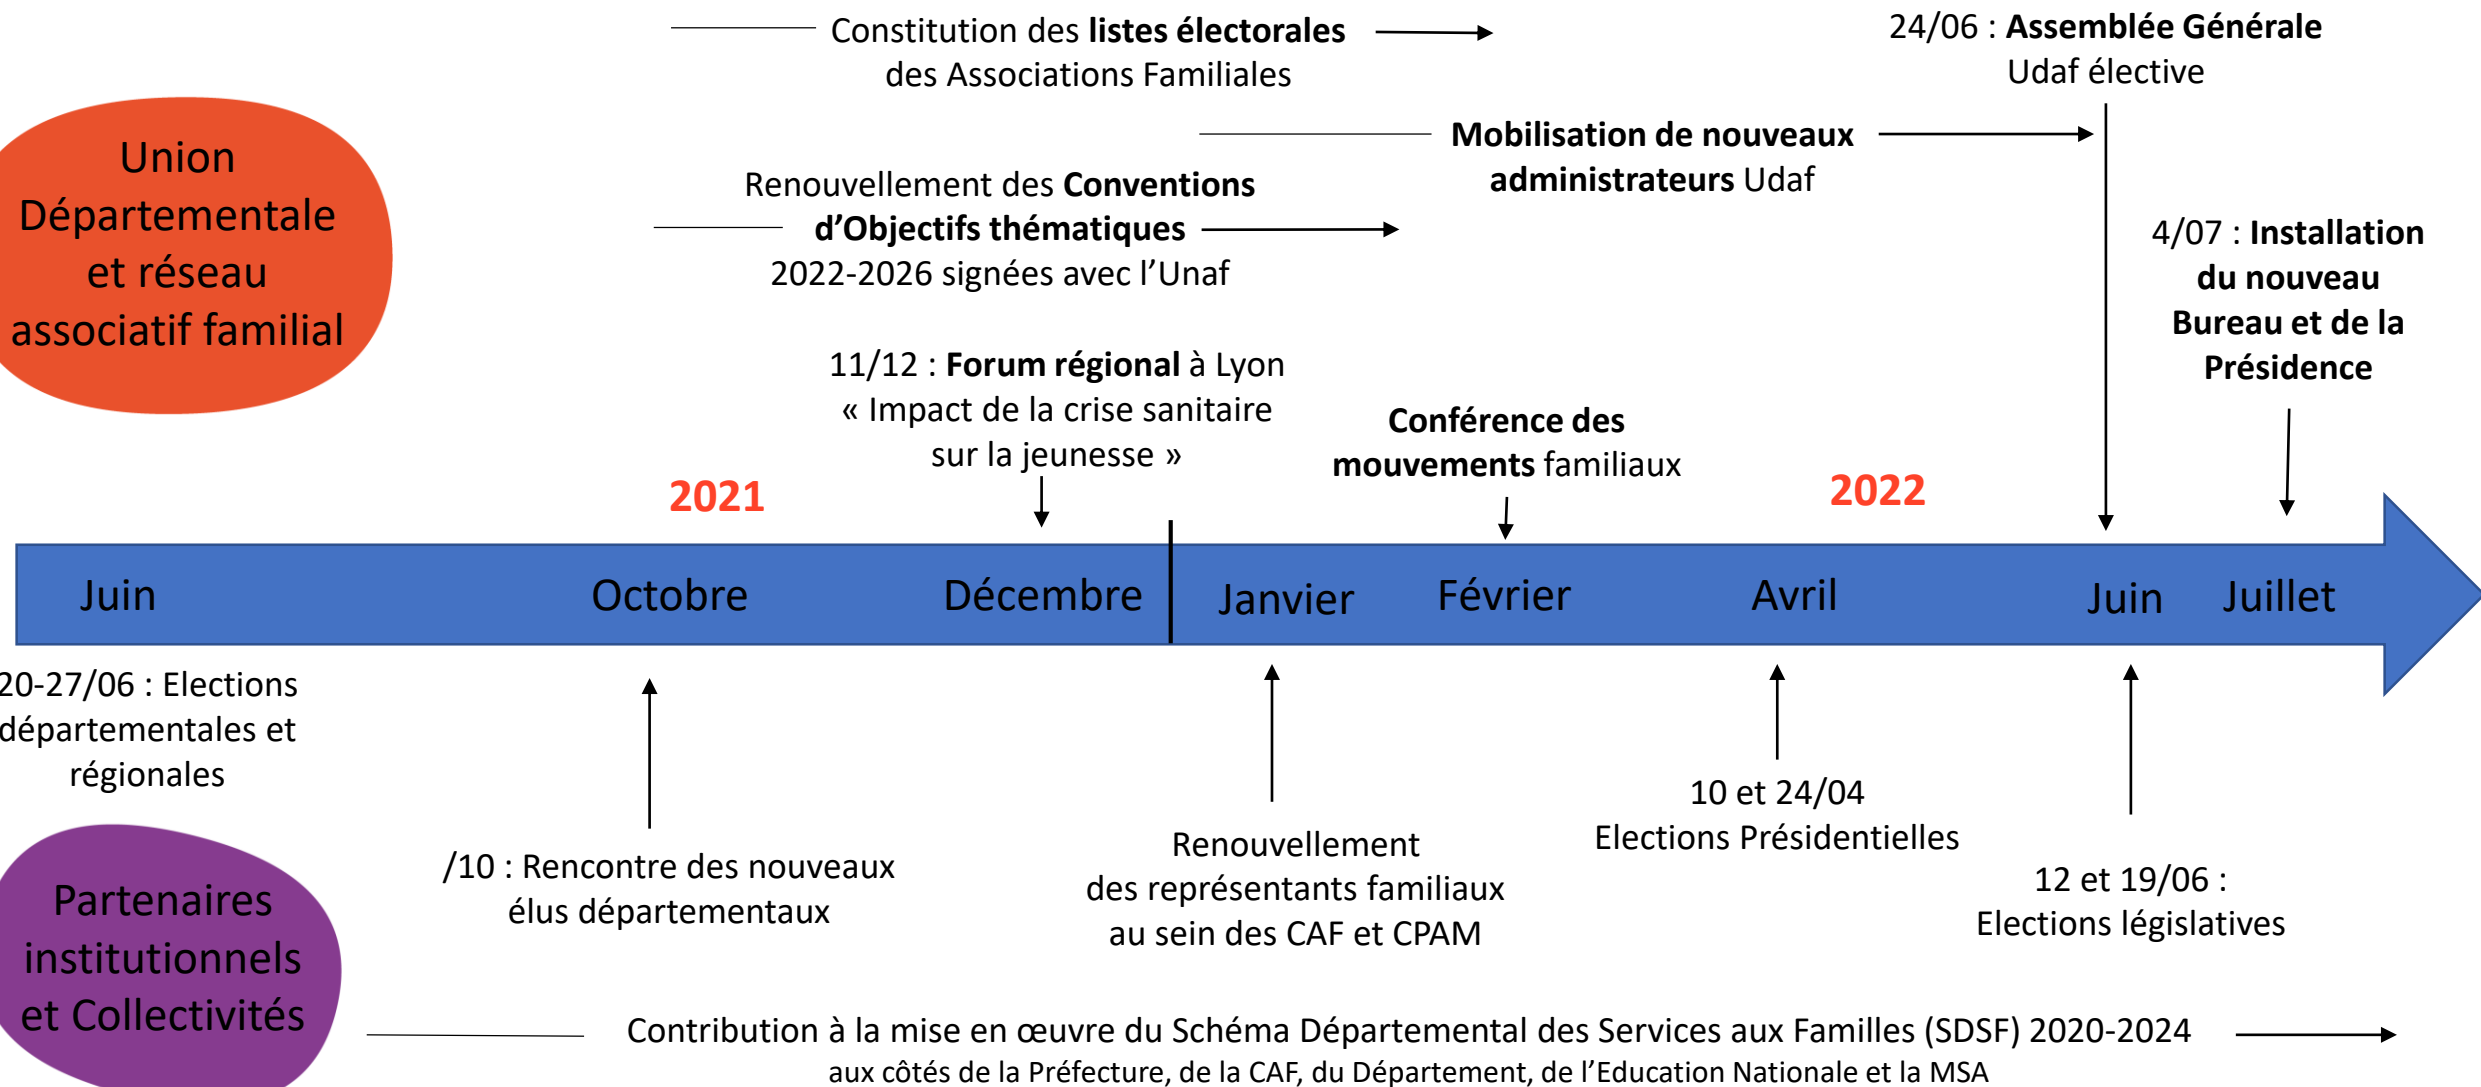 Constitution des listes électorales
des Associations Familiales
24/06 : Assemblée Générale
Udaf élective
Union
Départementale
et réseau
associatif familial
Mobilisation de nouveaux
administrateurs Udaf
Renouvellement des Conventions
d’Objectifs thématiques
2022-2026 signées avec l’Unaf
4/07 : Installation
du nouveau
Bureau et de la
Présidence
11/12 : Forum régional à Lyon
« Impact de la crise sanitaire
sur la jeunesse »
Conférence des
mouvements familiaux
2021
2022
Juin
Octobre
Décembre
Janvier
Février
Avril
Juin
Juillet
20-27/06 : Elections
départementales et
régionales
/10 : Rencontre des nouveaux
élus départementaux
Renouvellement
des représentants familiaux
au sein des CAF et CPAM
10 et 24/04
Elections Présidentielles
12 et 19/06 :
Elections législatives
Partenaires
institutionnels
et Collectivités
Contribution à la mise en œuvre du Schéma Départemental des Services aux Familles (SDSF) 2020-2024
aux côtés de la Préfecture, de la CAF, du Département, de l’Education Nationale et la MSA